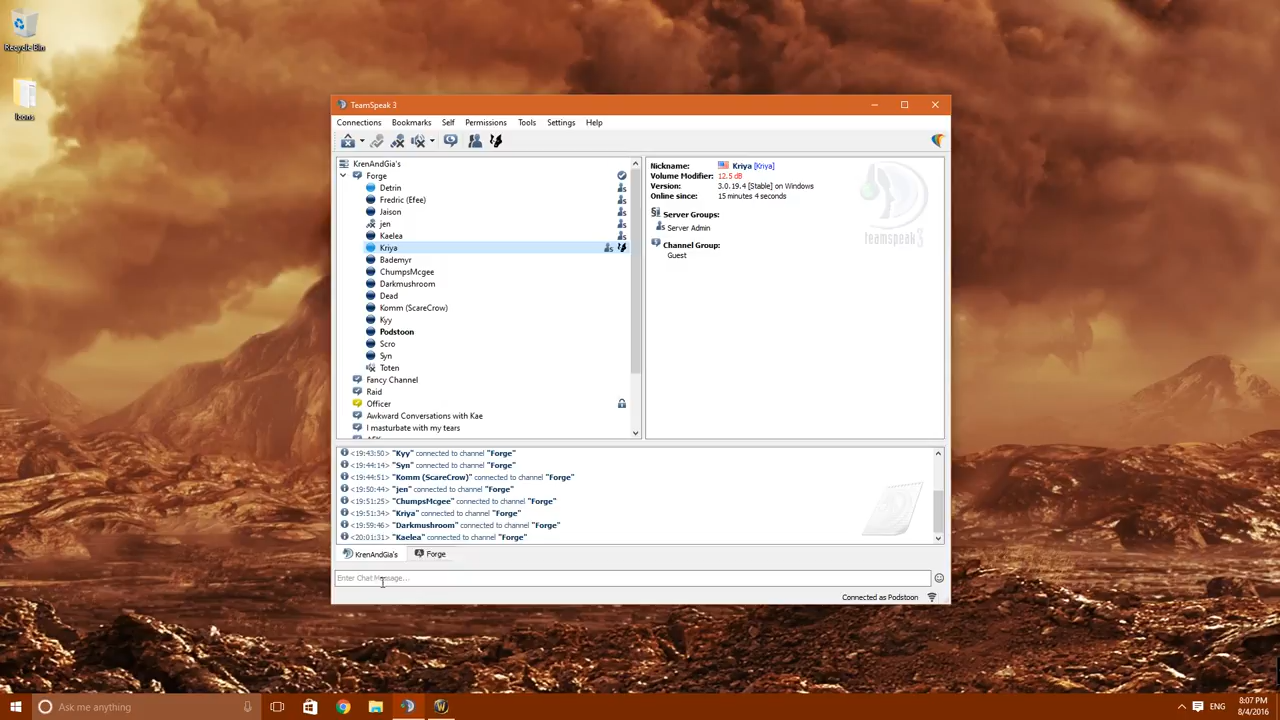 Recycle Bin
Icons
TeamSpeak 3
Connections Bookmarks Self Permissions Tools Settings Help
KrenAndGia's
Forge
Detrin
Fredric (Efee)
Jaison
jen
Kaelea
Kriya
Bademyr
ChumpsMcgee
Darkmushroom
Dead
Komm (ScareCrow)
Kyy
Podstoon
Scro
Syn
Toten
Fancy Channel
Raid
Officer
Awkward Conversations with Kae
I masturbate with my tears
Nickname: Kriya [Kriya]
Volume Modifier: 12.5 dB
Version: 3.0.19.4 [Stable] on Windows
Online since: 15 minutes 4 seconds
Server Groups:
Server Admin
Channel Group:
Guest
teamspeak3
<19:43:50> "Kyy" connected to channel "Forge"
<19:44:14> "Syn" connected to channel "Forge"
<19:44:51> "Komm (ScareCrow)" connected to channel "Forge"
<19:50:44> "jen" connected to channel "Forge"
<19:51:25> "ChumpsMcgee" connected to channel "Forge"
<19:51:34> "Kriya" connected to channel "Forge"
<19:59:46> "Darkmushroom" connected to channel "Forge"
<20:01:31> "Kaelea" connected to channel "Forge"
KrenAndGia's Forge
Enter Chat Message...
Connected as Podstoon
Ask me anything
ENG
8:07 PM
8/4/2016